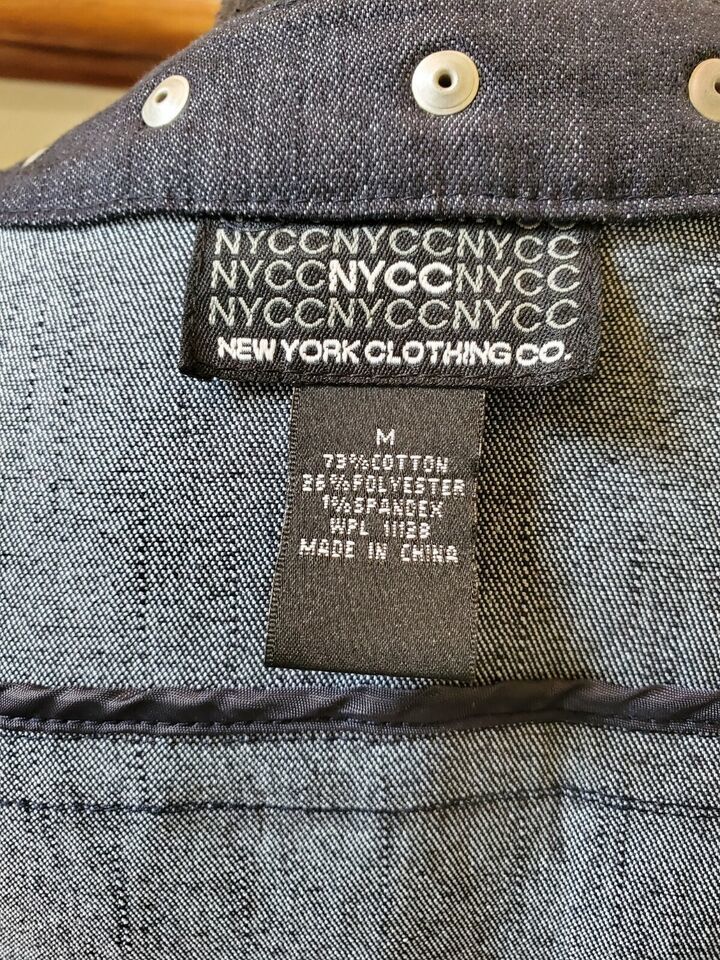 NYCCNYCCNYCC
NYCCNYCCNYCC
NYCCNYCCNYCC
NEW YORK CLOTHING CO.
M
73% COTTON
26% POLYESTER
1% SPANDEX
WPL 11138
MADE IN CHINA